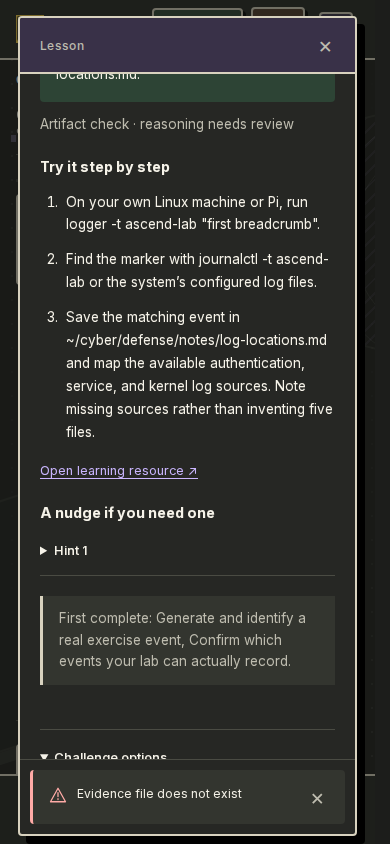 Lesson
locations.md.
Artifact check · reasoning needs review
Try it step by step
1. On your own Linux machine or Pi, run
logger -t ascend-lab "first breadcrumb".
2. Find the marker with journalctl -t ascend-
lab or the system’s configured log files.
3. Save the matching event in
~/cyber/defense/notes/log-locations.md
and map the available authentication,
service, and kernel log sources. Note
missing sources rather than inventing five
files.
Open learning resource ↗
A nudge if you need one
Hint 1
First complete: Generate and identify a
real exercise event, Confirm which
events your lab can actually record.
Challenge options
Evidence file does not exist